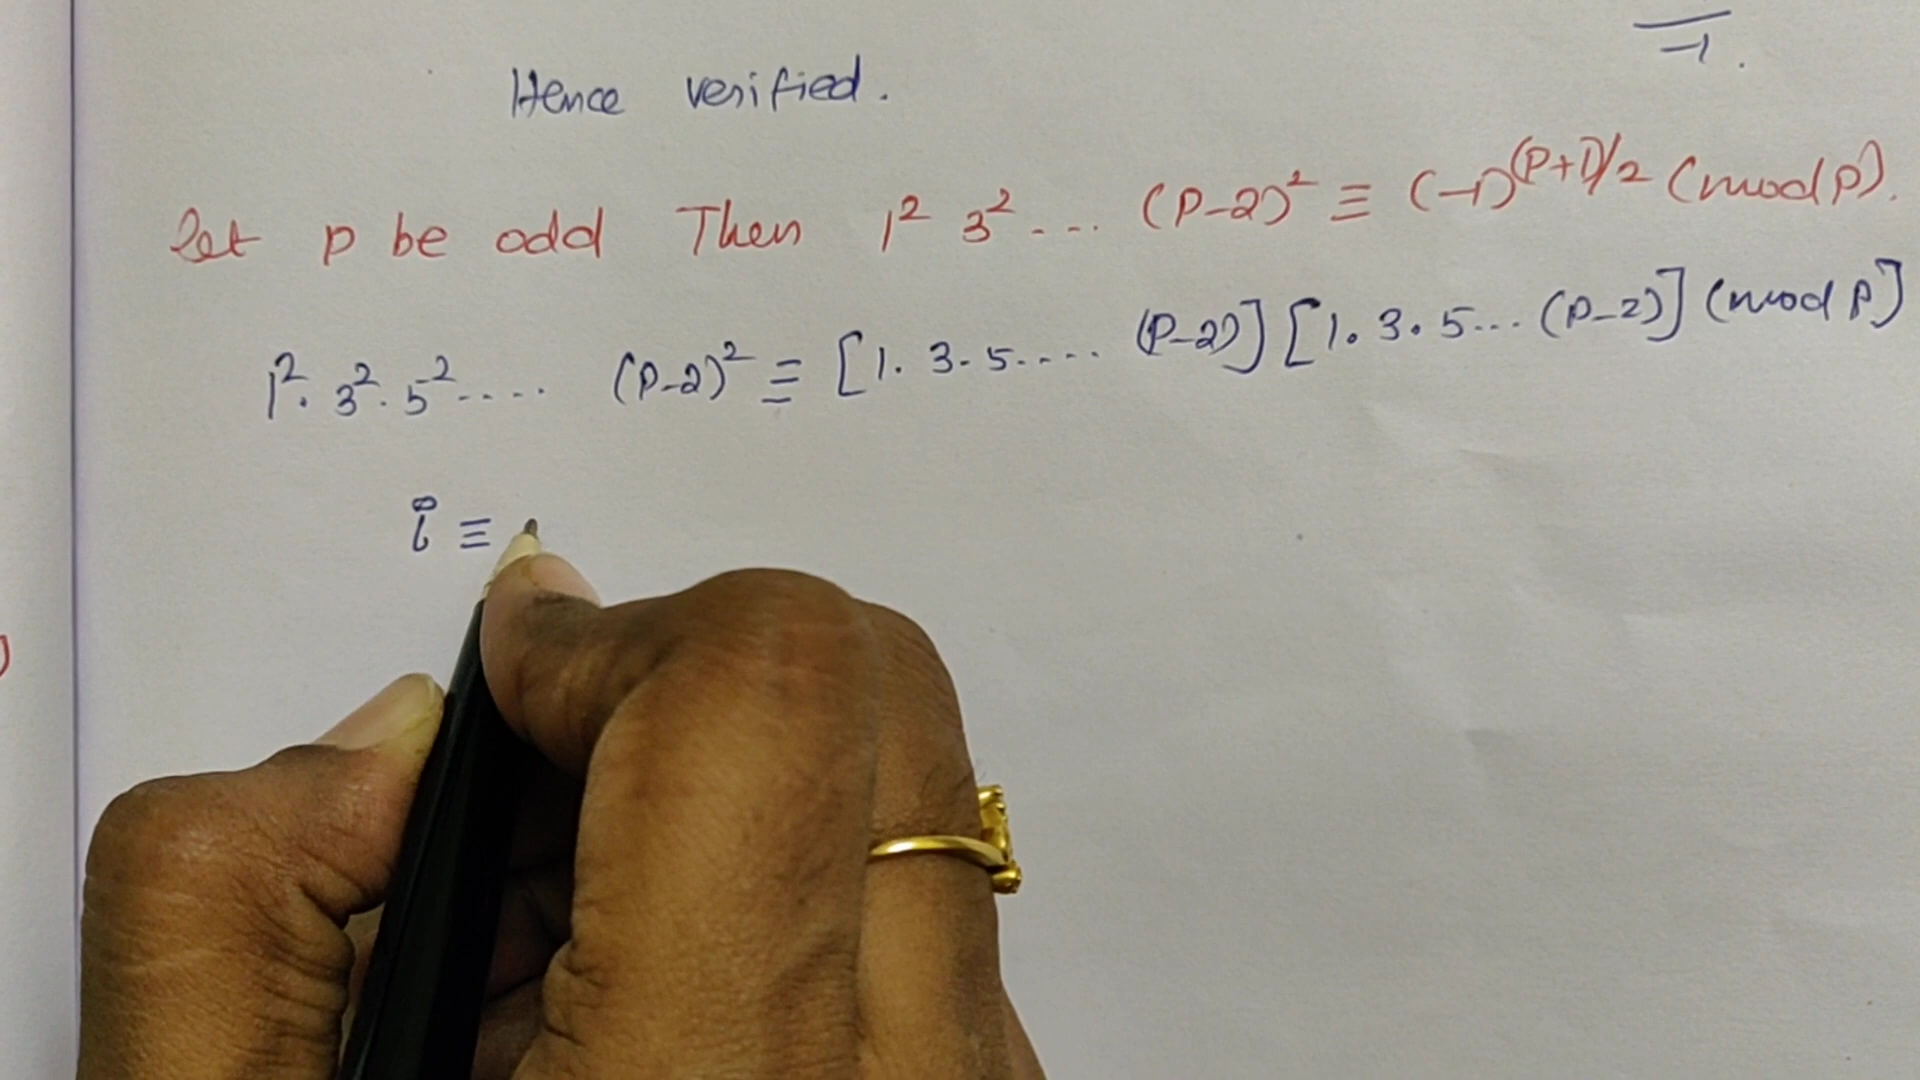 -1.
Hence verified.
Let p be odd Then 1² 3² ... (P-2)² ≡ (-1)^(P+1)/2 (mod p).
1². 3². 5² .... (P-2)² ≡ [1. 3. 5.... (P-2)] [1. 3. 5... (P-2)] (mod P]
i ≡